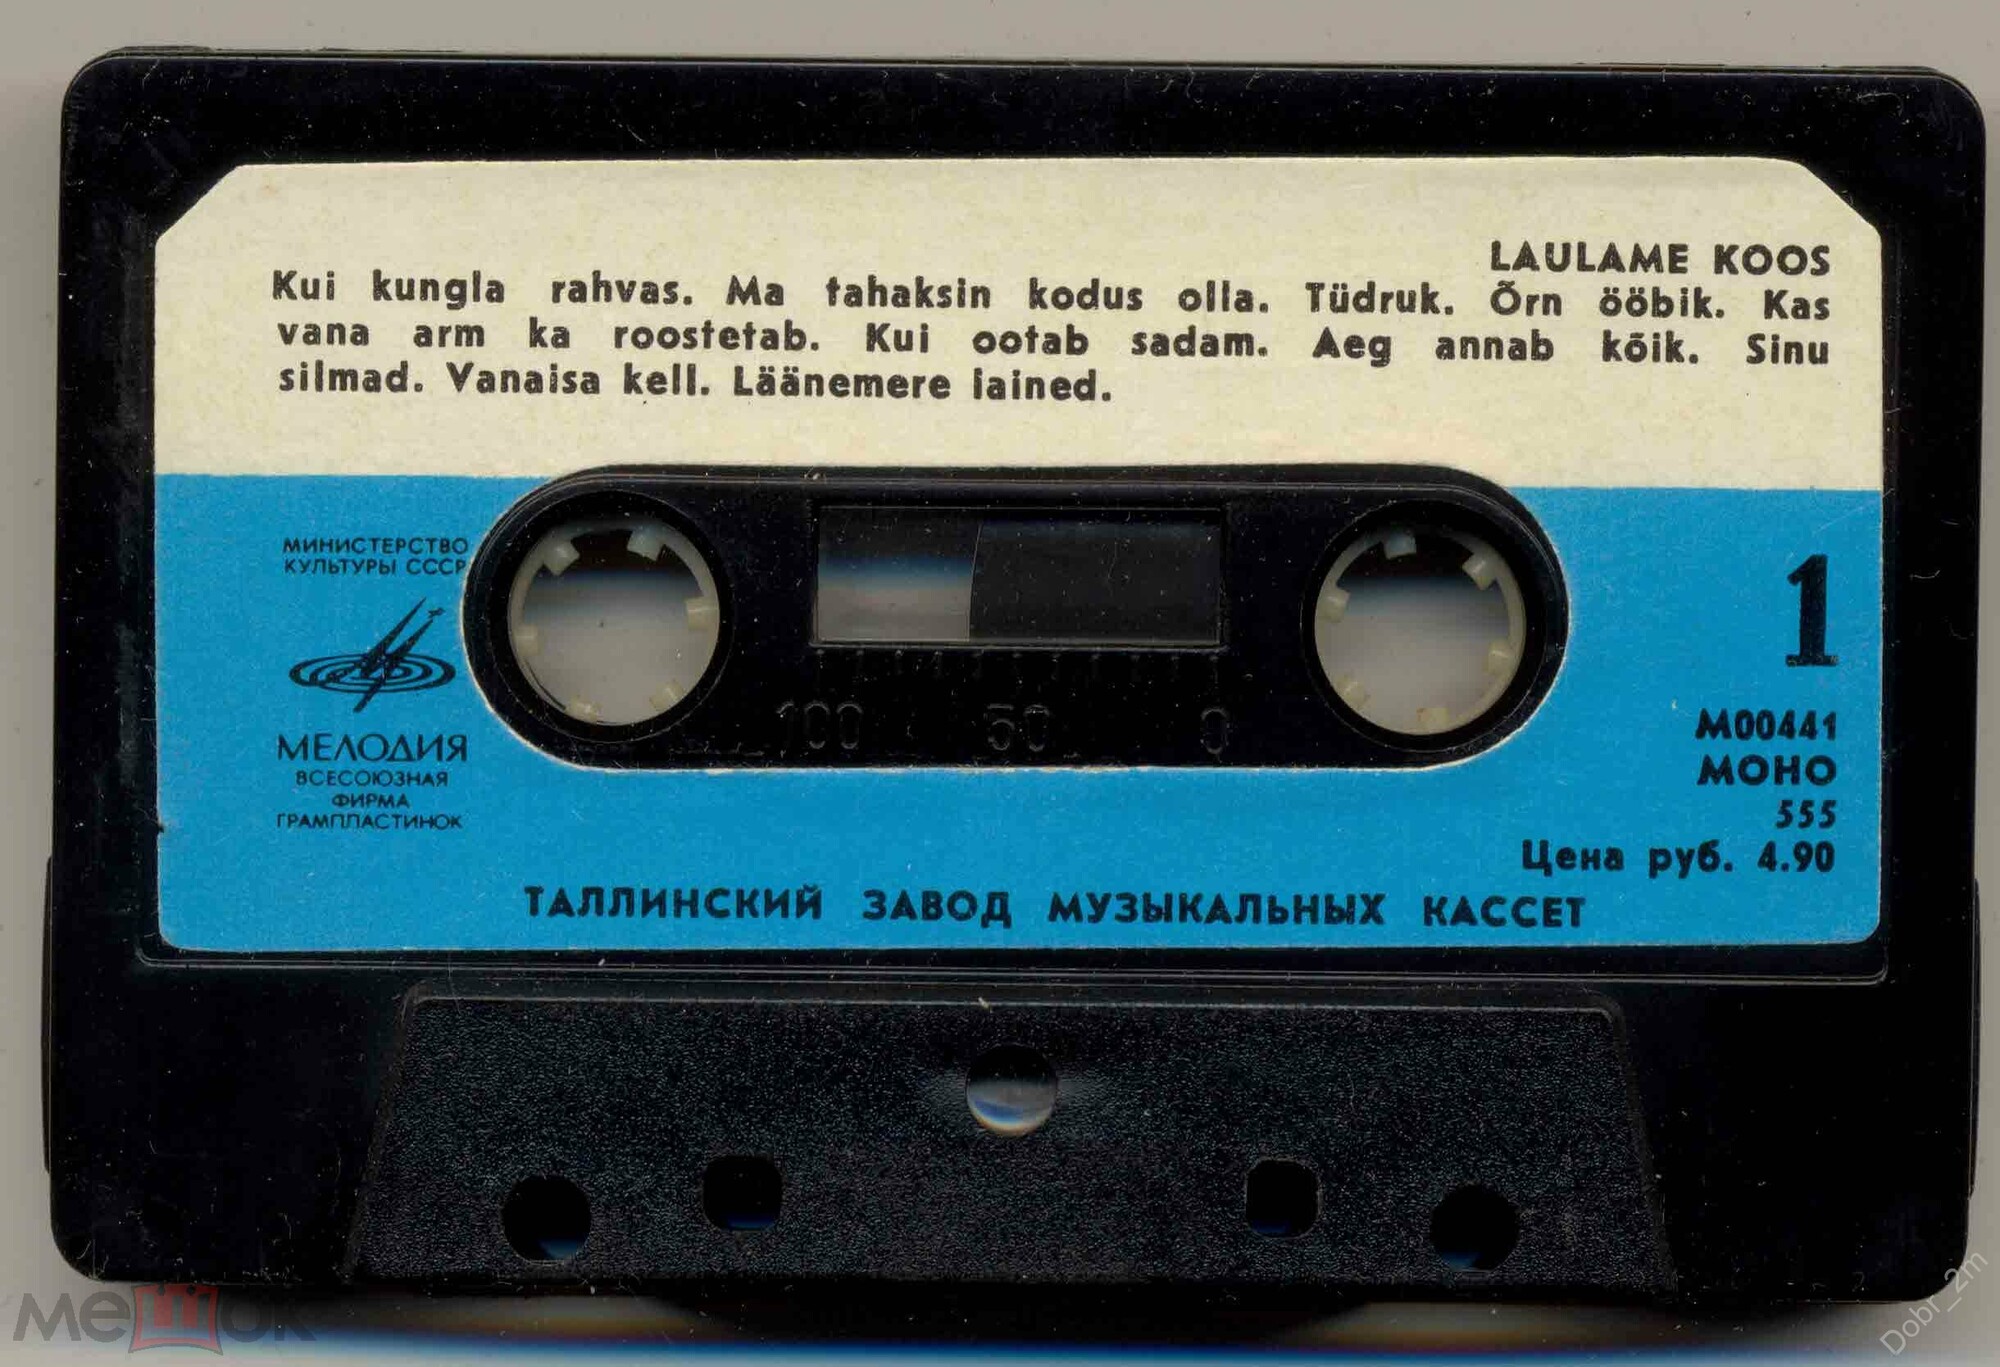 LAULAME KOOS
Kui kungla rahvas. Ma tahaksin kodus olla. Tüdruk. Õrn ööbik. Kas
vana arm ka roostetab. Kui ootab sadam. Aeg annab kõik. Sinu
silmad. Vanaisa kell. Läänemere lained.
МИНИСТЕРСТВО
КУЛЬТУРЫ СССР
МЕЛОДИЯ
ВСЕСОЮЗНАЯ
ФИРМА
ГРАМПЛАСТИНОК
100 50 0
1
М00441
МОНО
555
Цена руб. 4.90
ТАЛЛИНСКИЙ ЗАВОД МУЗЫКАЛЬНЫХ КАССЕТ
мешок
Dobr_2m